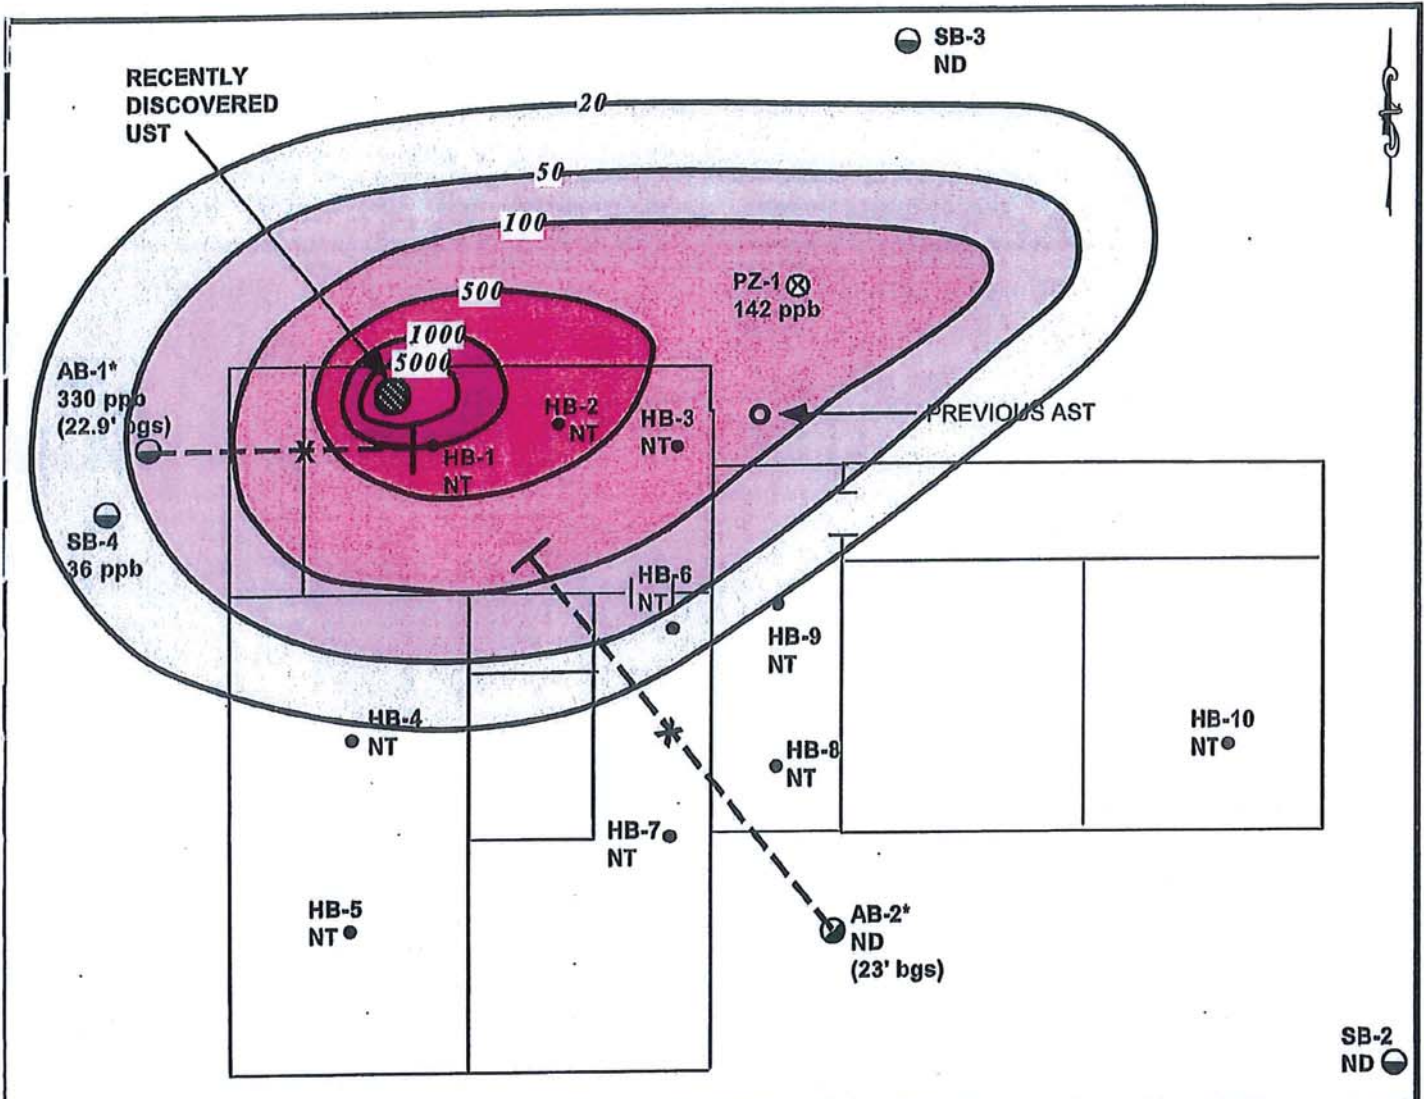 SB-3
ND
RECENTLY
DISCOVERED
UST
20
50
100
PZ-1
142 ppb
500
1000
5000
AB-1*
330 ppb
(22.9' bgs)
HB-2
NT
HB-3
NT
PREVIOUS AST
HB-1
NT
SB-4
36 ppb
HB-6
NT
HB-9
NT
HB-4
NT
HB-8
NT
HB-10
NT
HB-7
NT
HB-5
NT
AB-2*
ND
(23' bgs)
SB-2
ND